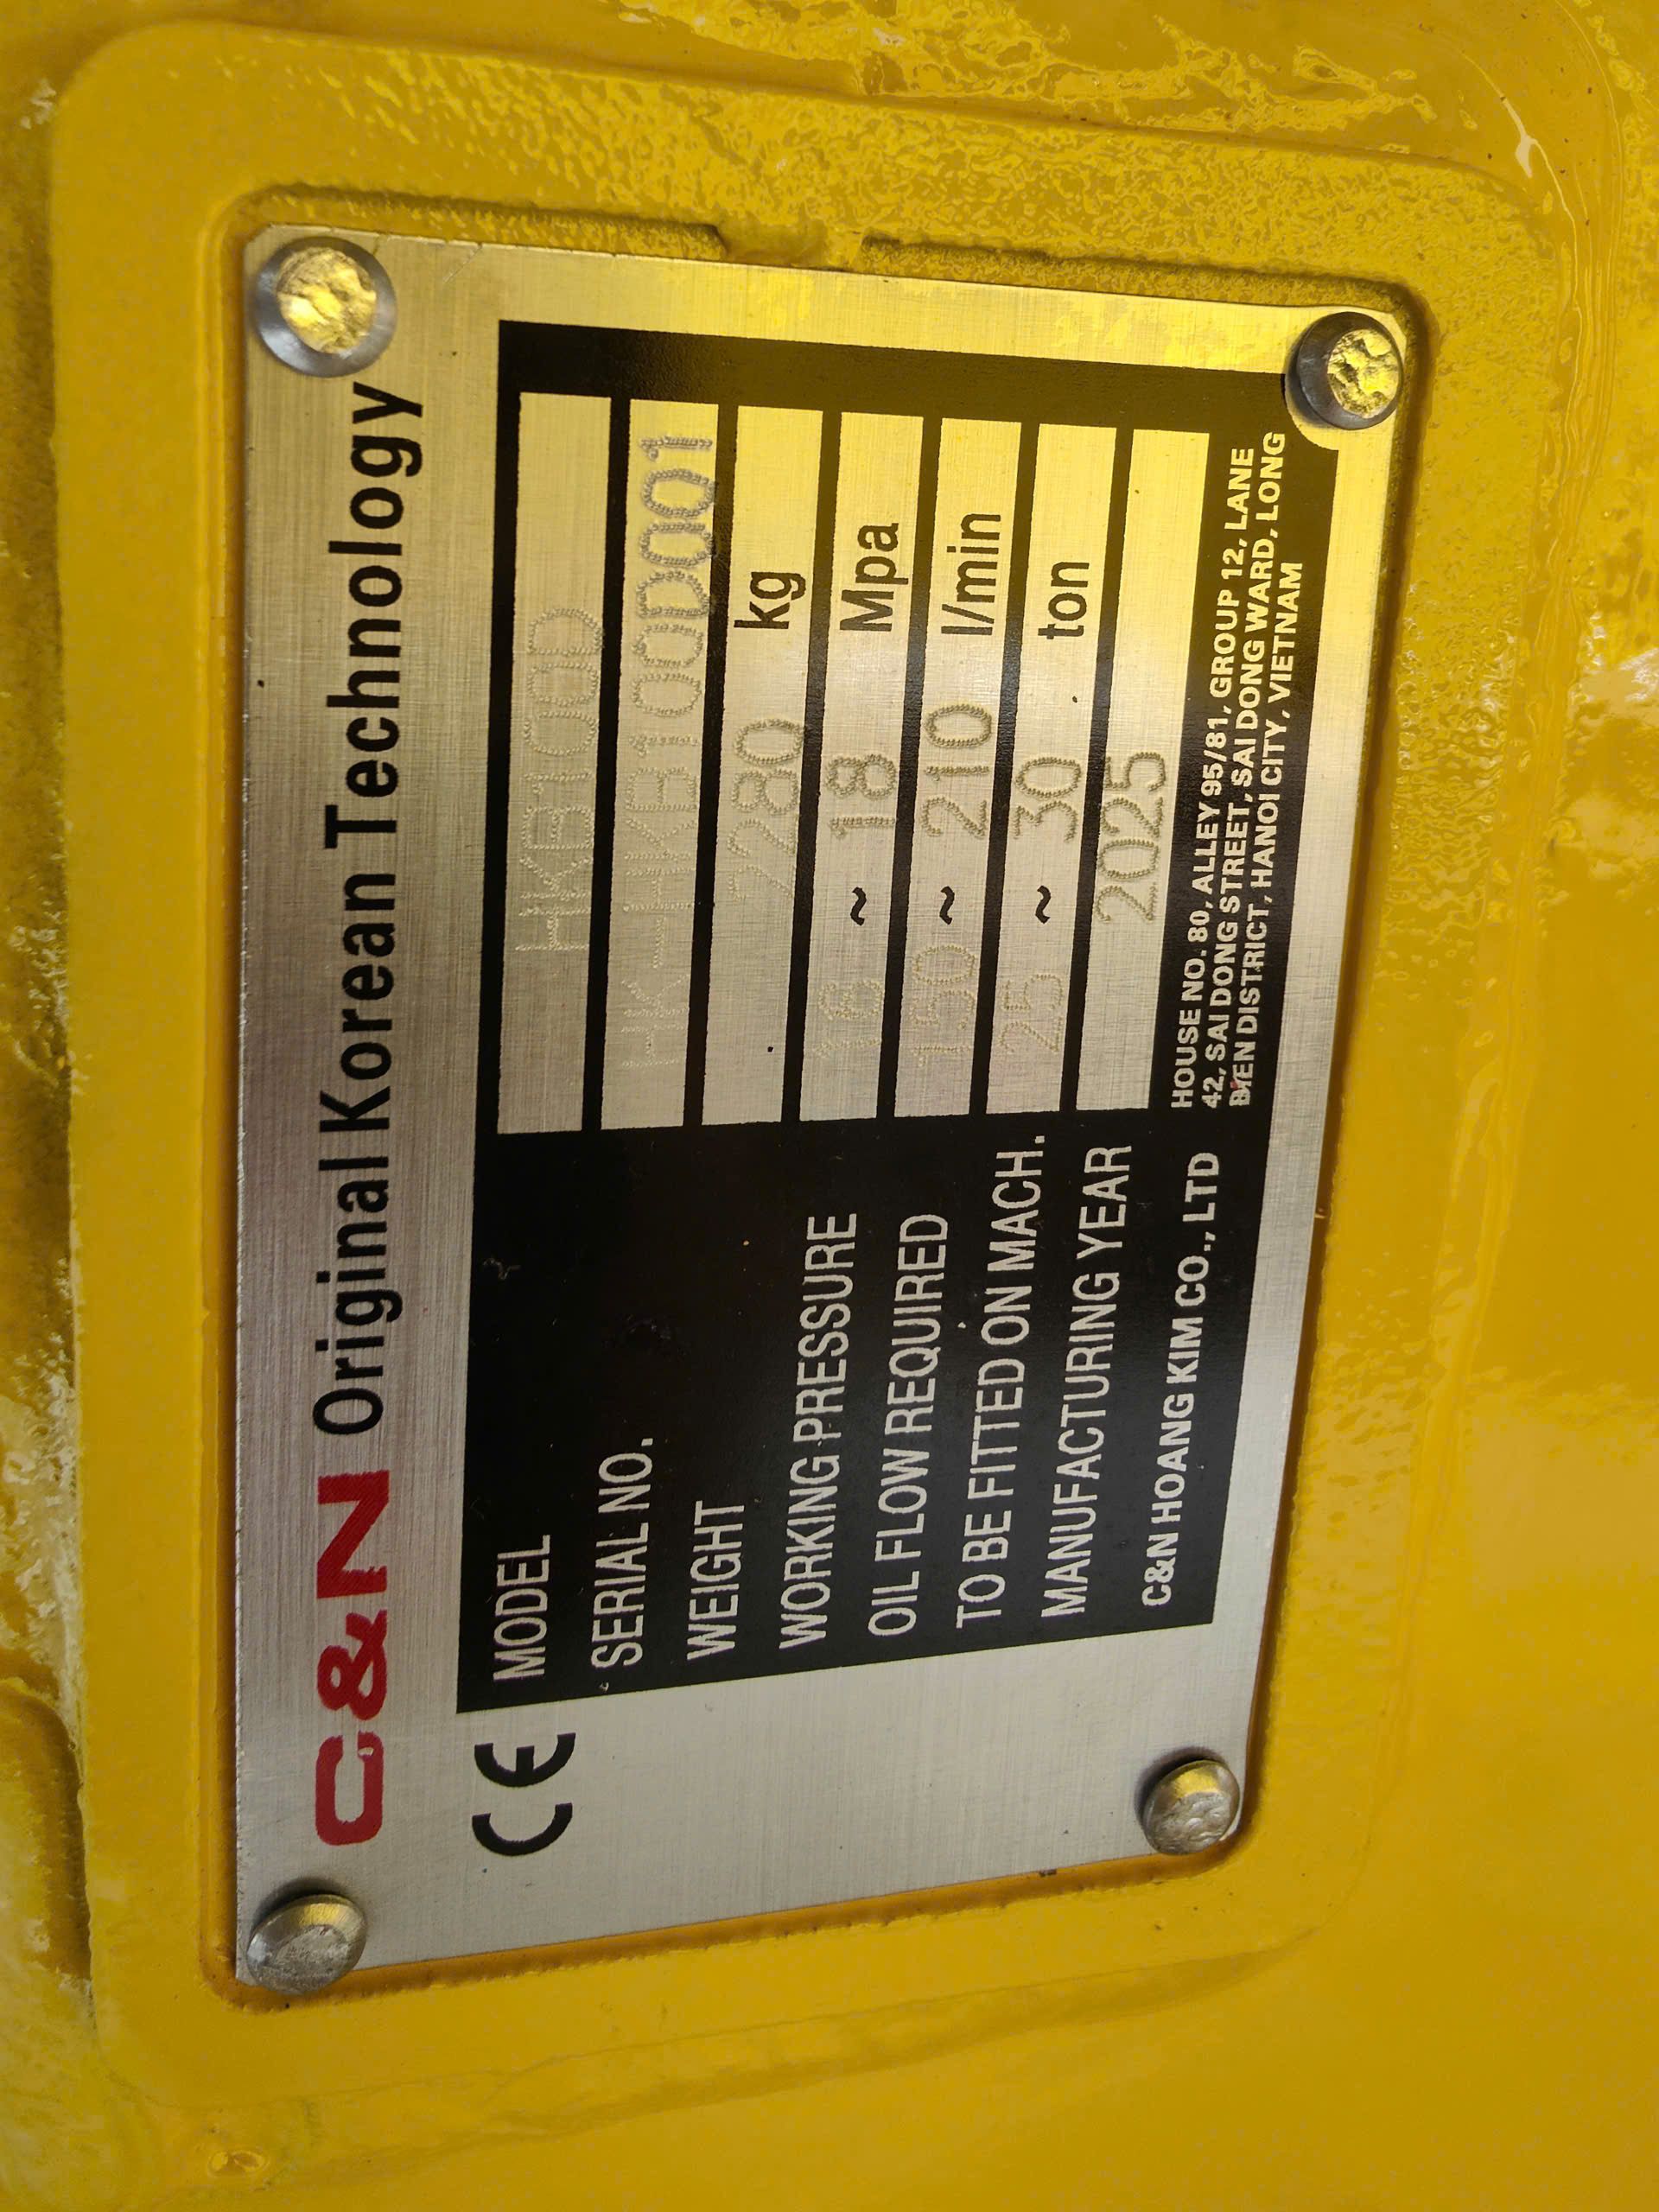 C&N Original Korean Technology
CE
MODEL HKB100D
SERIAL NO. HK-HKB100D001
WEIGHT 2280 kg
WORKING PRESSURE 16 ~ 18 Mpa
OIL FLOW REQUIRED 150 ~ 210 l/min
TO BE FITTED ON MACH. 25 ~ 30 ton
MANUFACTURING YEAR 2025
C&N HOANG KIM CO., LTD
HOUSE NO. 80, ALLEY 95/81, GROUP 12, LANE
42, SAI DONG STREET, SAI DONG WARD, LONG
BIEN DISTRICT, HANOI CITY, VIETNAM